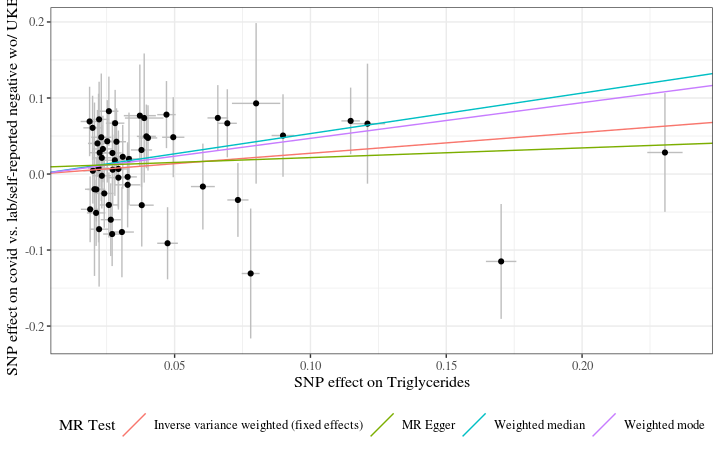 SNP effect on covid vs. lab/self-reported negative wo/ UKE
0.2
0.1
0.0
-0.1
-0.2
0.05
0.10
0.15
0.20
SNP effect on Triglycerides
MR Test
Inverse variance weighted (fixed effects)
MR Egger
Weighted median
Weighted mode